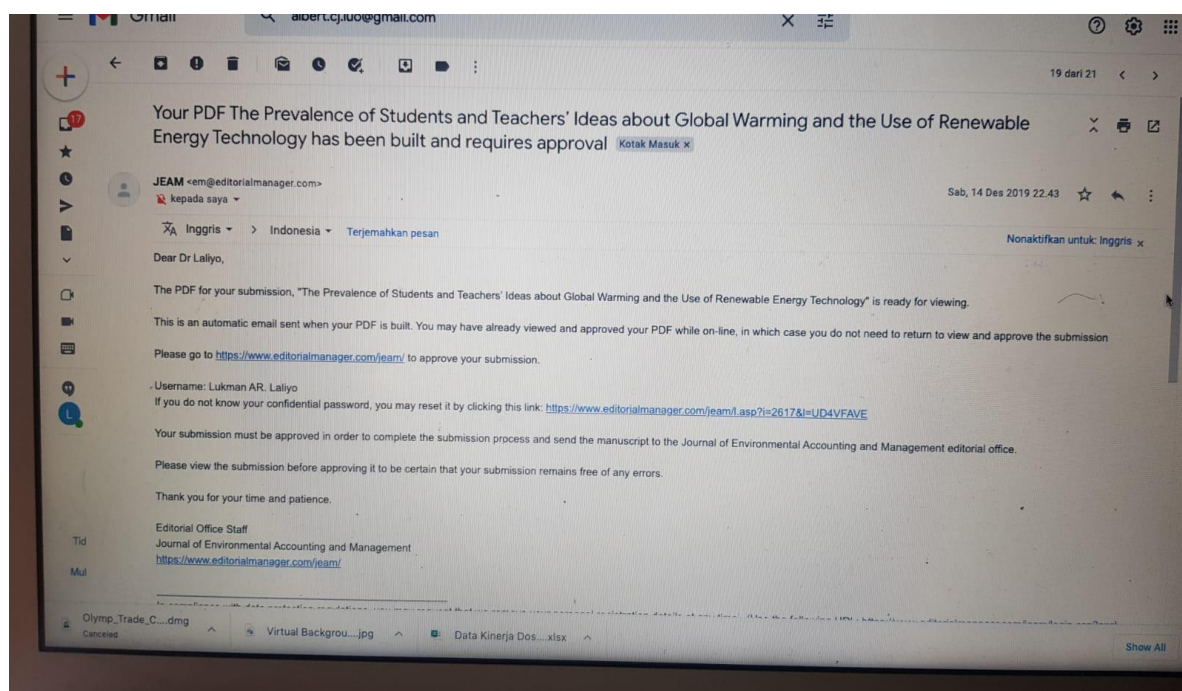 Gmail
albert.cj.luo@gmail.com
19 dari 21
Your PDF The Prevalence of Students and Teachers' Ideas about Global Warming and the Use of Renewable
Energy Technology has been built and requires approval Kotak Masuk ×
17
JEAM <em@editorialmanager.com>
Sab, 14 Des 2019 22.43
kepada saya
Inggris > Indonesia Terjemahkan pesan
Nonaktifkan untuk: Inggris x
Dear Dr Laliyo,
The PDF for your submission, "The Prevalence of Students and Teachers' Ideas about Global Warming and the Use of Renewable Energy Technology" is ready for viewing.
This is an automatic email sent when your PDF is built. You may have already viewed and approved your PDF while on-line, in which case you do not need to return to view and approve the submission
Please go to https://www.editorialmanager.com/jeam/ to approve your submission.
Username: Lukman AR. Laliyo
If you do not know your confidential password, you may reset it by clicking this link: https://www.editorialmanager.com/jeam/l.asp?i=2617&l=UD4VFAVE
L
Your submission must be approved in order to complete the submission process and send the manuscript to the Journal of Environmental Accounting and Management editorial office.
Please view the submission before approving it to be certain that your submission remains free of any errors.
Thank you for your time and patience.
Editorial Office Staff
Tid
Journal of Environmental Accounting and Management
https://www.editorialmanager.com/jeam/
Mul
Olymp_Trade_C....dmg
Canceled
Virtual Backgrou....jpg
Data Kinerja Dos....xlsx
Show All